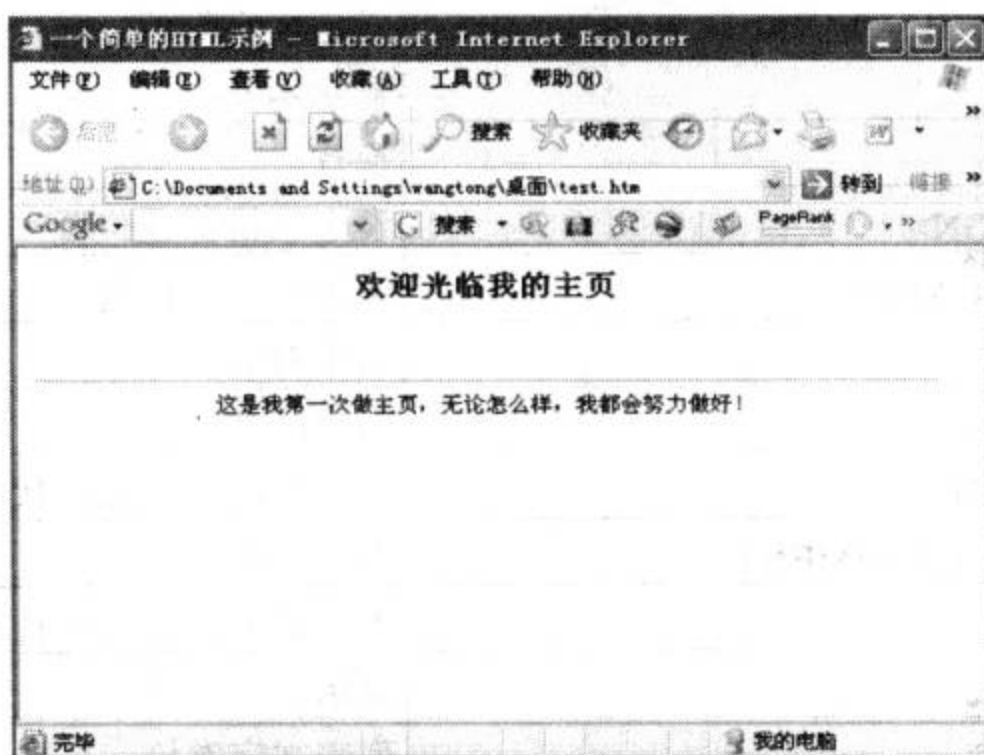 一个简单的HTML示例 - Microsoft Internet Explorer
文件(F) 编辑(E) 查看(V) 收藏(A) 工具(T) 帮助(H)
后退 搜索 收藏夹
地址(D) C:\Documents and Settings\wangtong\桌面\test.htm 转到 链接 »
Google 搜索 PageRank »
欢迎光临我的主页
这是我第一次做主页，无论怎么样，我都会努力做好！
完毕 我的电脑